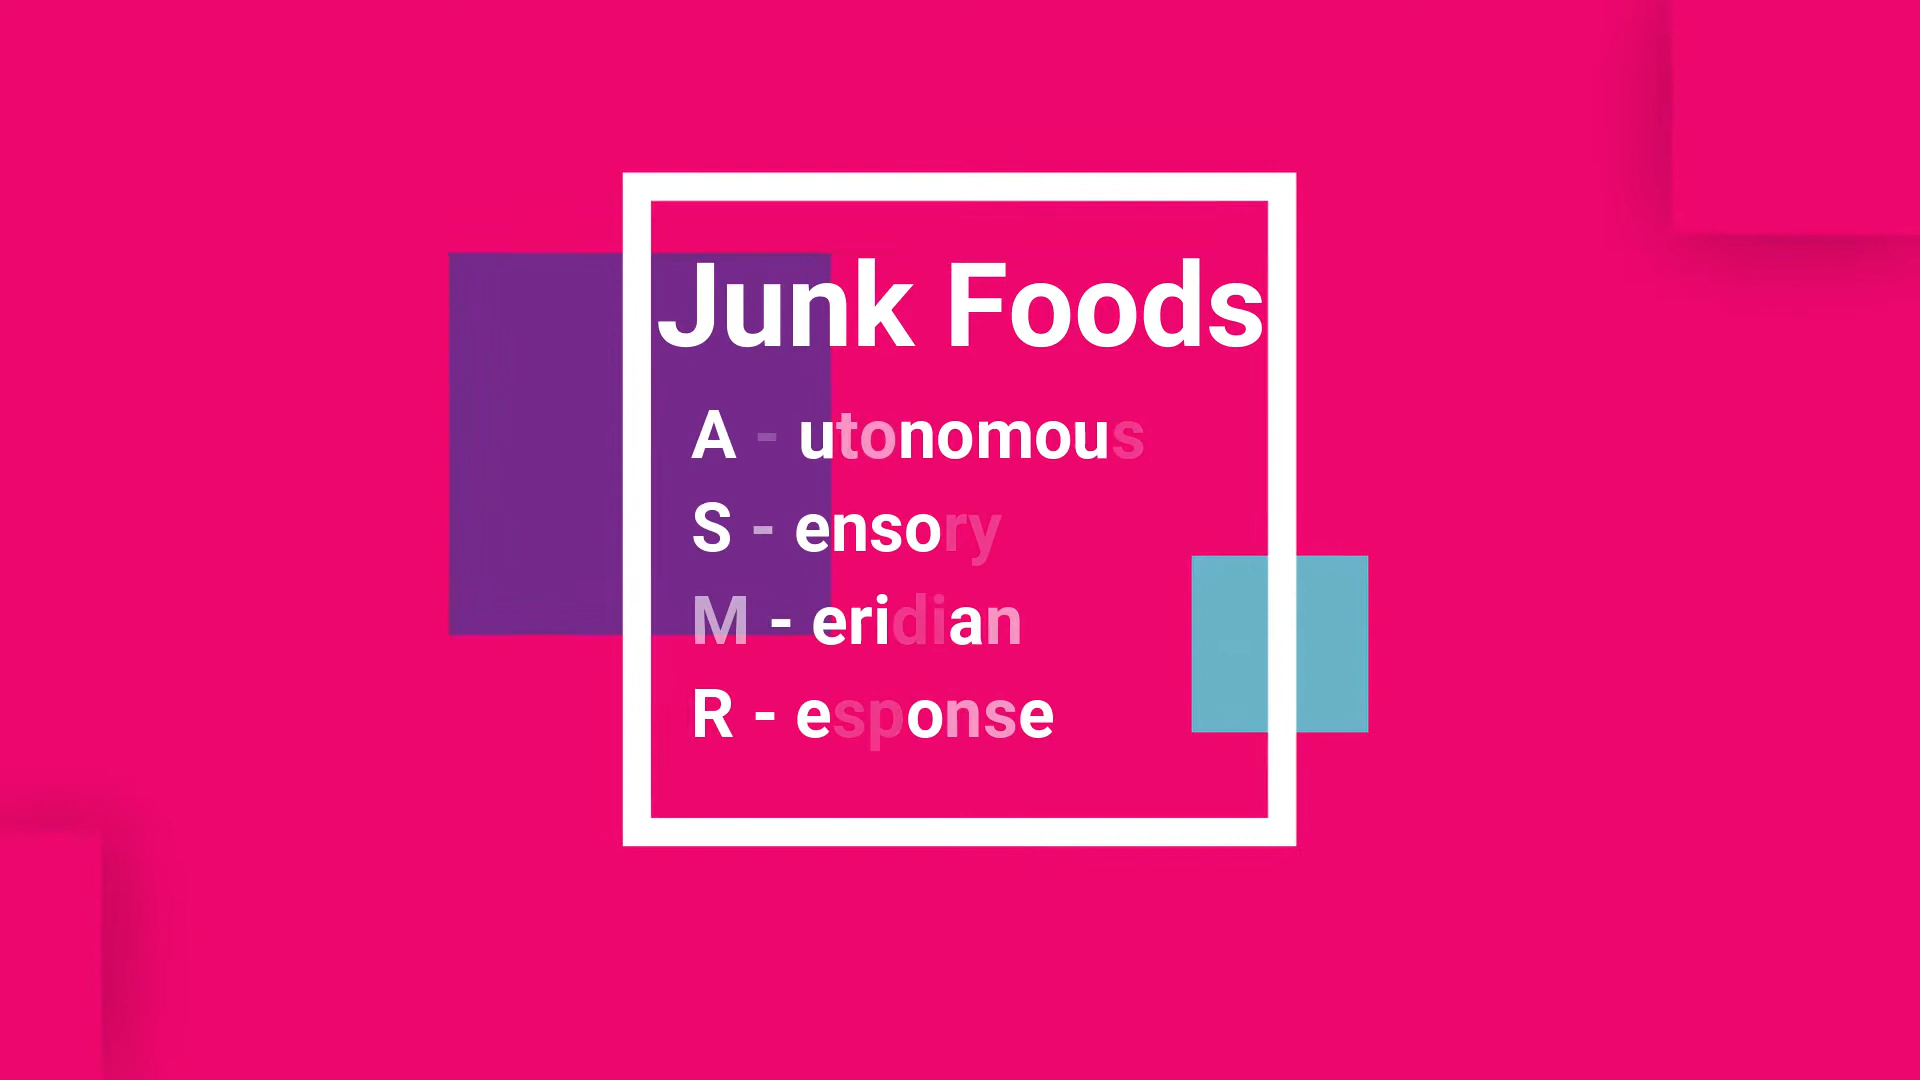 Junk Foods
A - utonomous
S - ensory
M - eridian
R - esponse